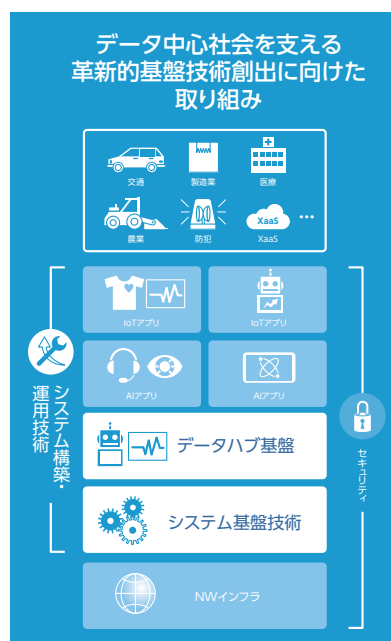 データ中心社会を支える
革新的基盤技術創出に向けた
取り組み
交通
製造業
医療
農業
防犯
XaaS
XaaS
…
IoTアプリ
IoTアプリ
AIアプリ
AIアプリ
データハブ基盤
システム基盤技術
NWインフラ
システム構築・
運用技術
セキュリティ